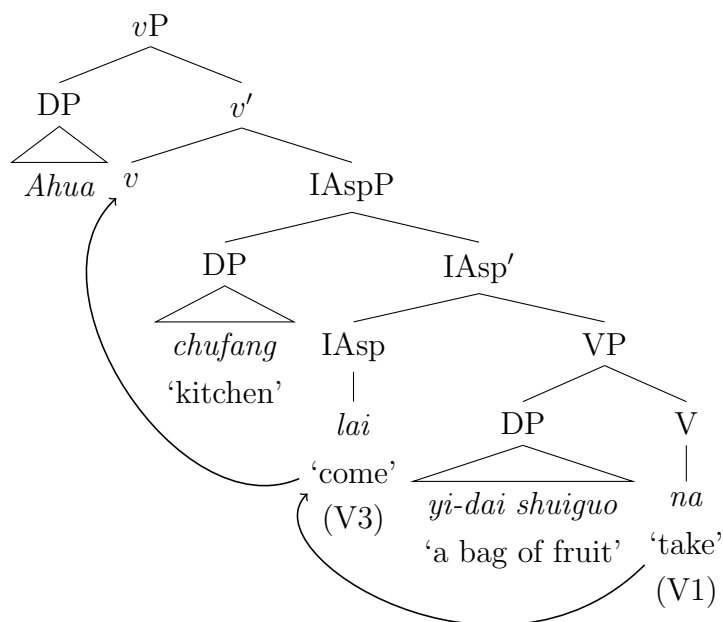 vP
DP v′
Ahua v IAspP
DP IAsp′
chufang IAsp VP
‘kitchen’
lai DP V
‘come’ yi-dai shuiguo na
(V3) ‘a bag of fruit’ ‘take’
(V1)